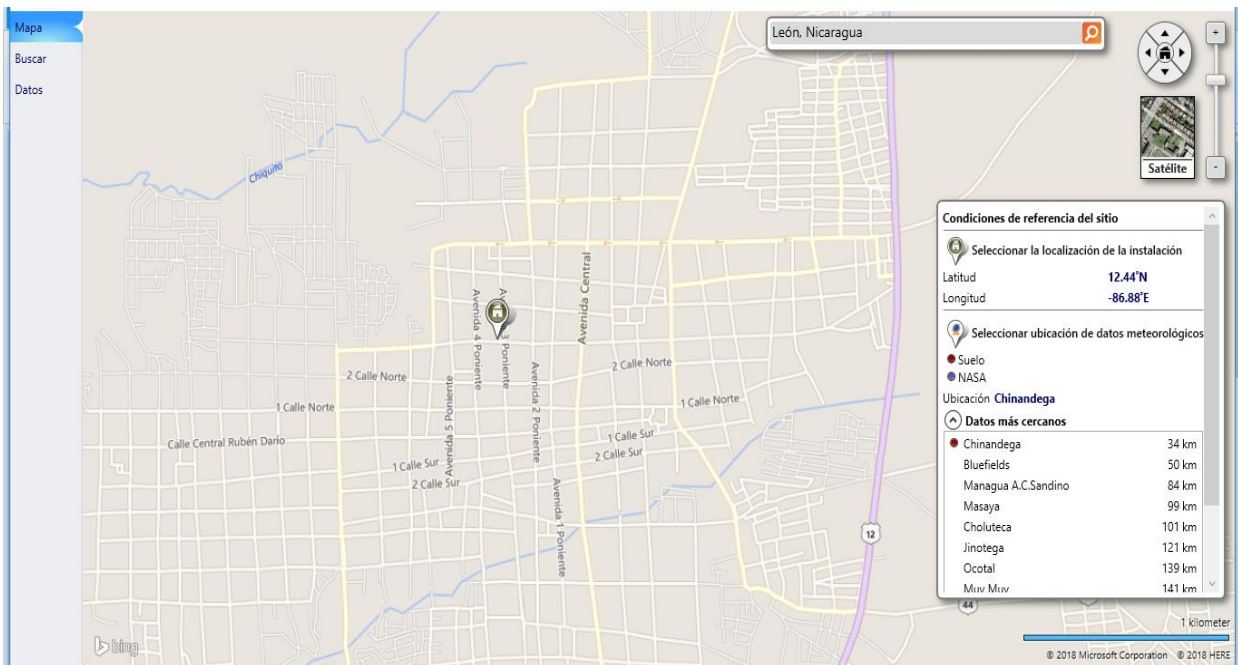 Mapa
Buscar
Datos
León, Nicaragua
+
Satélite
-
Chiquito
Avenida Central
Avenida 4 Poniente
Avenida 3 Poniente
2 Calle Norte
2 Calle Norte
Avenida 5 Poniente
Avenida 2 Poniente
1 Calle Norte
1 Calle Norte
Calle Central Rubén Darío
1 Calle Sur
2 Calle Sur
1 Calle Sur
2 Calle Sur
Avenida 1 Poniente
12
44
bing
Condiciones de referencia del sitio
Seleccionar la localización de la instalación
Latitud 12.44°N
Longitud -86.88°E
Seleccionar ubicación de datos meteorológicos
Suelo
NASA
Ubicación Chinandega
Datos más cercanos
Chinandega 34 km
Bluefields 50 km
Managua A.C.Sandino 84 km
Masaya 99 km
Choluteca 101 km
Jinotega 121 km
Ocotal 139 km
Muy Muy 141 km
1 kilometer
© 2018 Microsoft Corporation © 2018 HERE